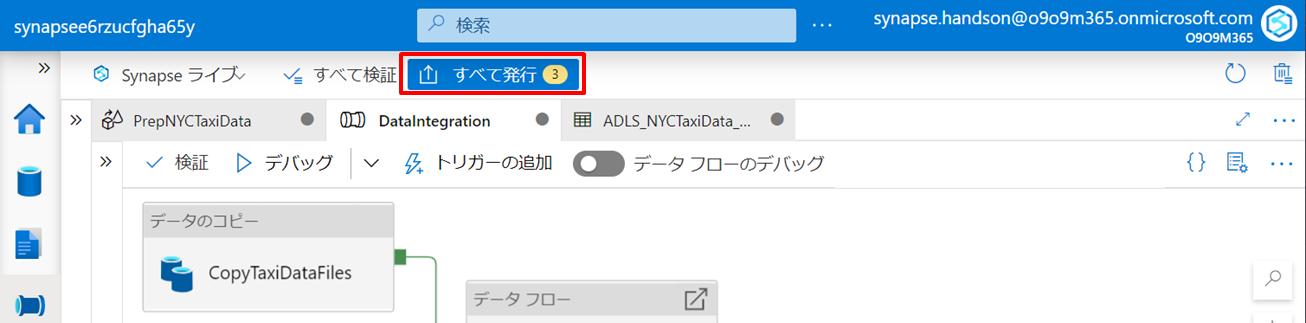 synapsee6rzucfgha65y
検索
synapse.handson@o9o9m365.onmicrosoft.com
O9O9M365
Synapse ライブ
すべて検証
すべて発行 3
PrepNYCTaxiData
DataIntegration
ADLS_NYCTaxiData_...
検証
デバッグ
トリガーの追加
データ フローのデバッグ
{}
データのコピー
CopyTaxiDataFiles
データ フロー